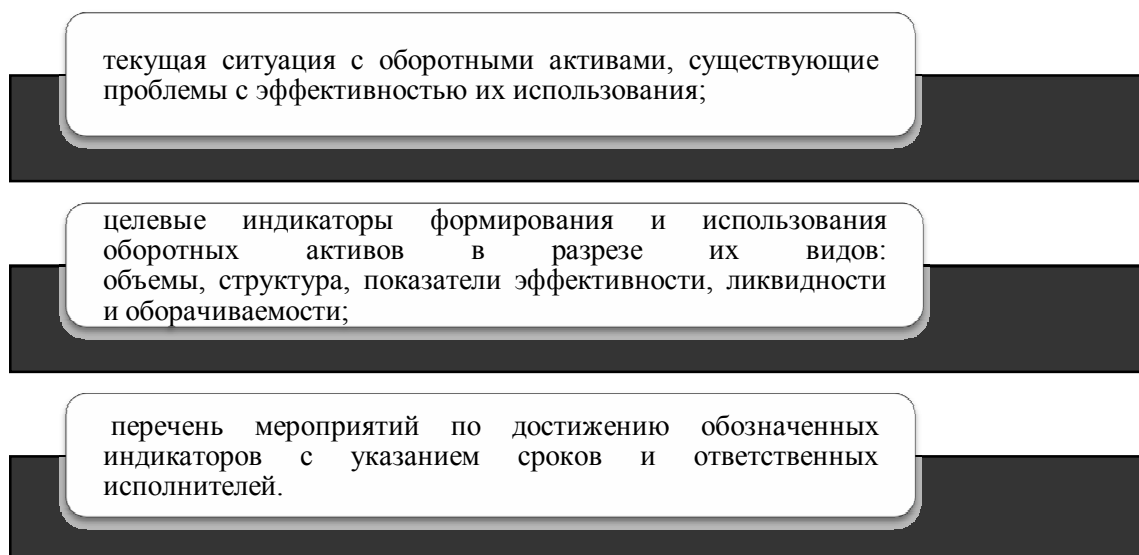 текущая ситуация с оборотными активами, существующие
проблемы с эффективностью их использования;
целевые индикаторы формирования и использования
оборотных активов в разрезе их видов:
объемы, структура, показатели эффективности, ликвидности
и оборачиваемости;
перечень мероприятий по достижению обозначенных
индикаторов с указанием сроков и ответственных
исполнителей.